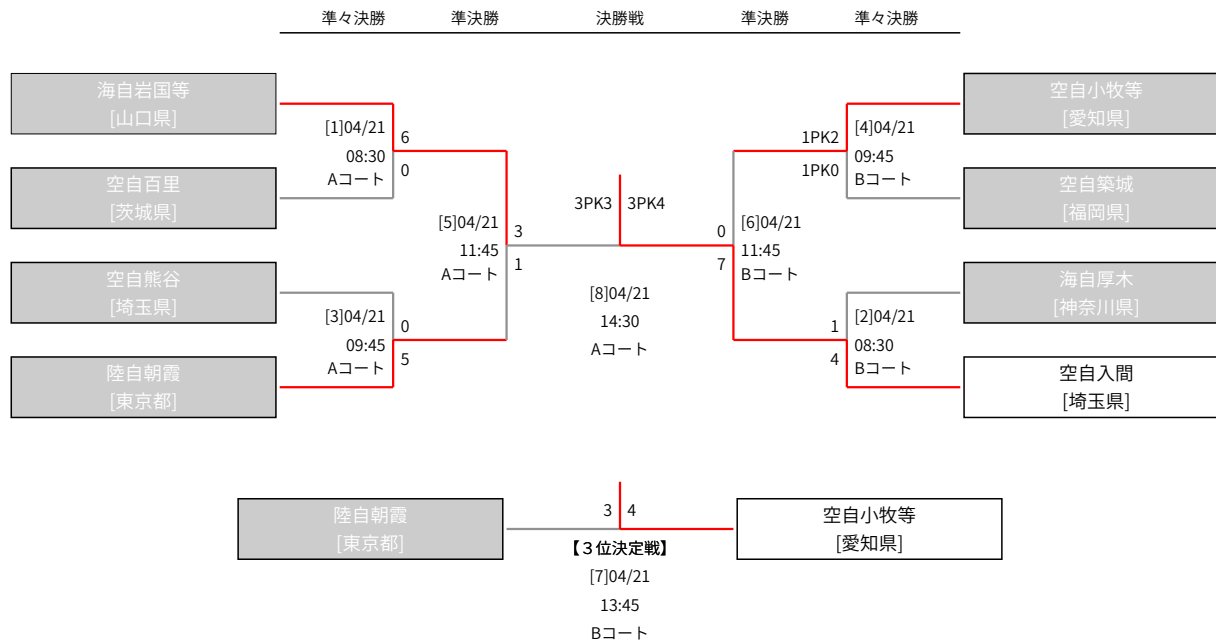 準々決勝 準決勝 決勝戦 準決勝 準々決勝
海自岩国等
[山口県]
[1]04/21
08:30
Aコート
6
0
空自百里
[茨城県]
[5]04/21
11:45
Aコート
3
1
空自熊谷
[埼玉県]
[3]04/21
09:45
Aコート
0
5
陸自朝霞
[東京都]
3PK3 3PK4
[8]04/21
14:30
Aコート
空自小牧等
[愛知県]
1PK2
1PK0
[4]04/21
09:45
Bコート
空自築城
[福岡県]
0
7
[6]04/21
11:45
Bコート
海自厚木
[神奈川県]
1
4
[2]04/21
08:30
Bコート
空自入間
[埼玉県]
陸自朝霞
[東京都]
3 4
空自小牧等
[愛知県]
【３位決定戦】
[7]04/21
13:45
Bコート